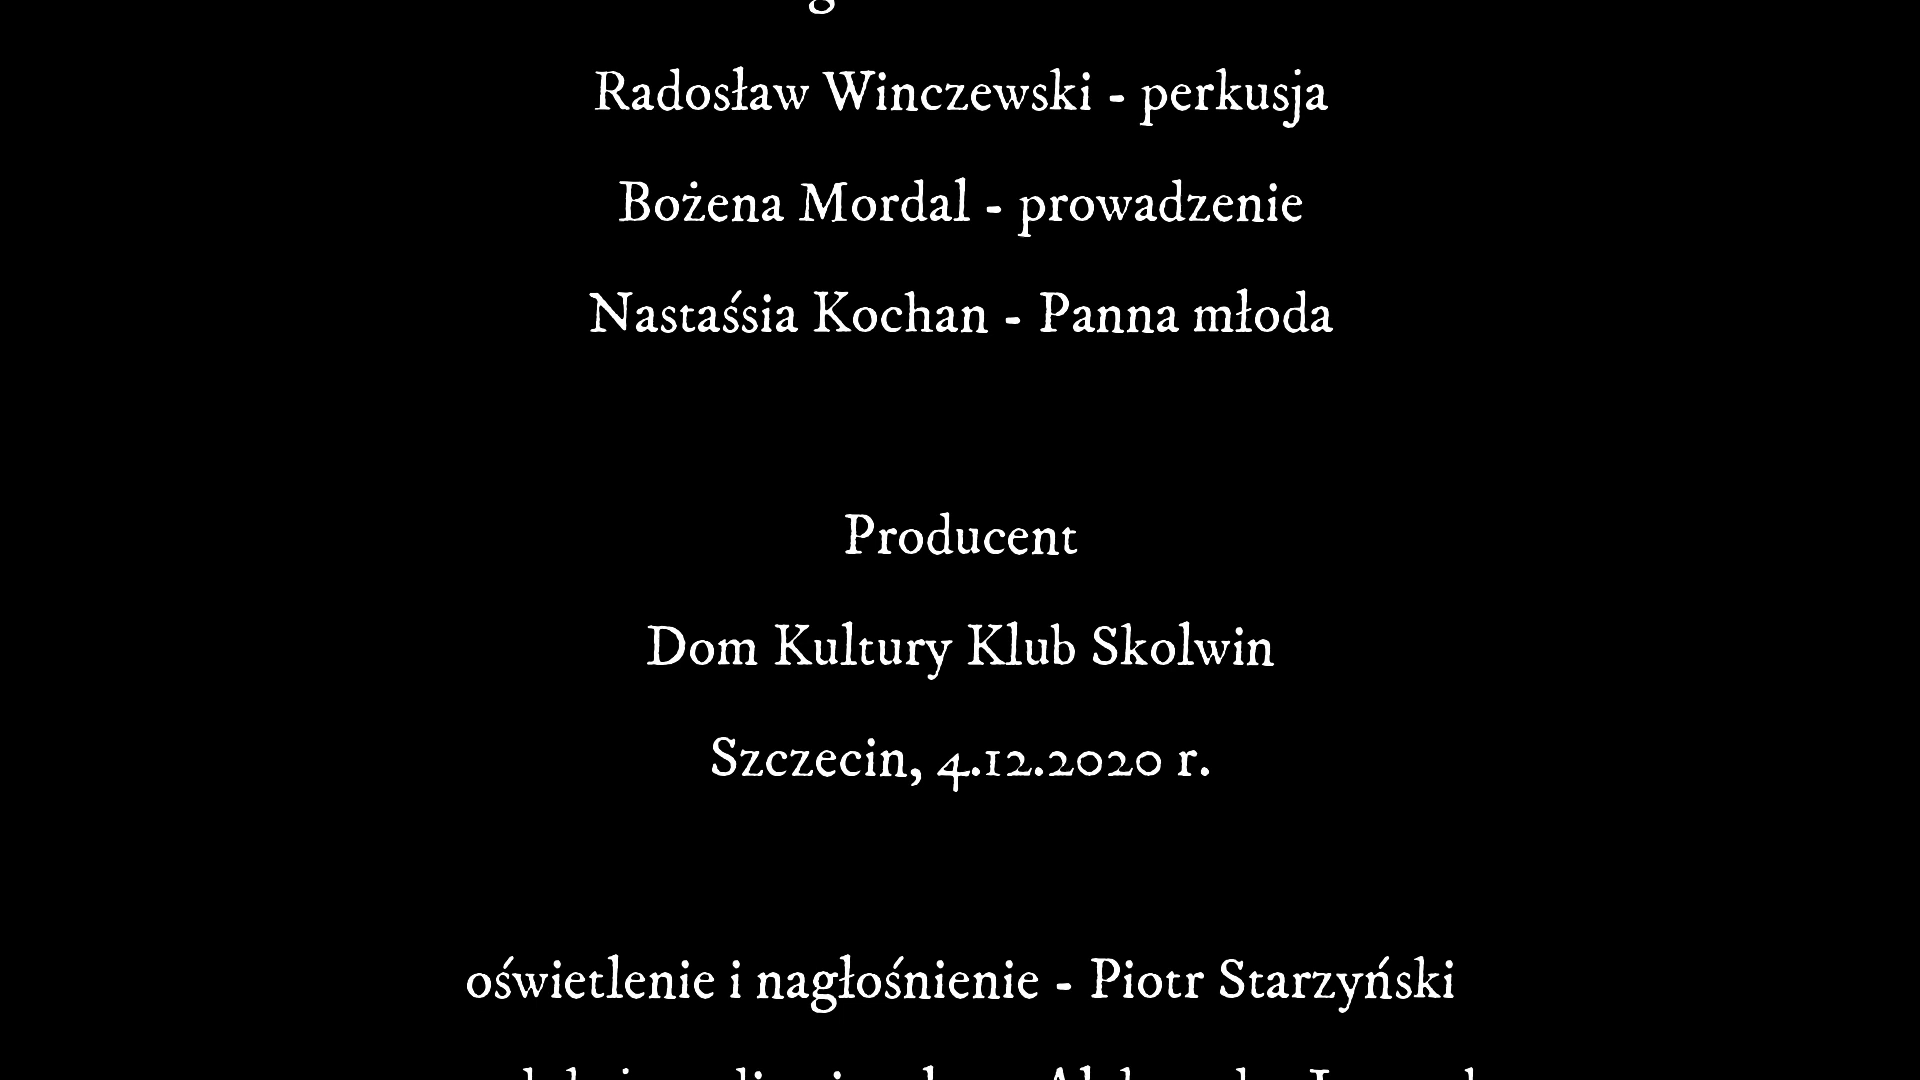 Radosław Winczewski - perkusja
Bożena Mordal - prowadzenie
Nastaśsia Kochan - Panna młoda
Producent
Dom Kultury Klub Skolwin
Szczecin, 4.12.2020 r.
oświetlenie i nagłośnienie - Piotr Starzyński